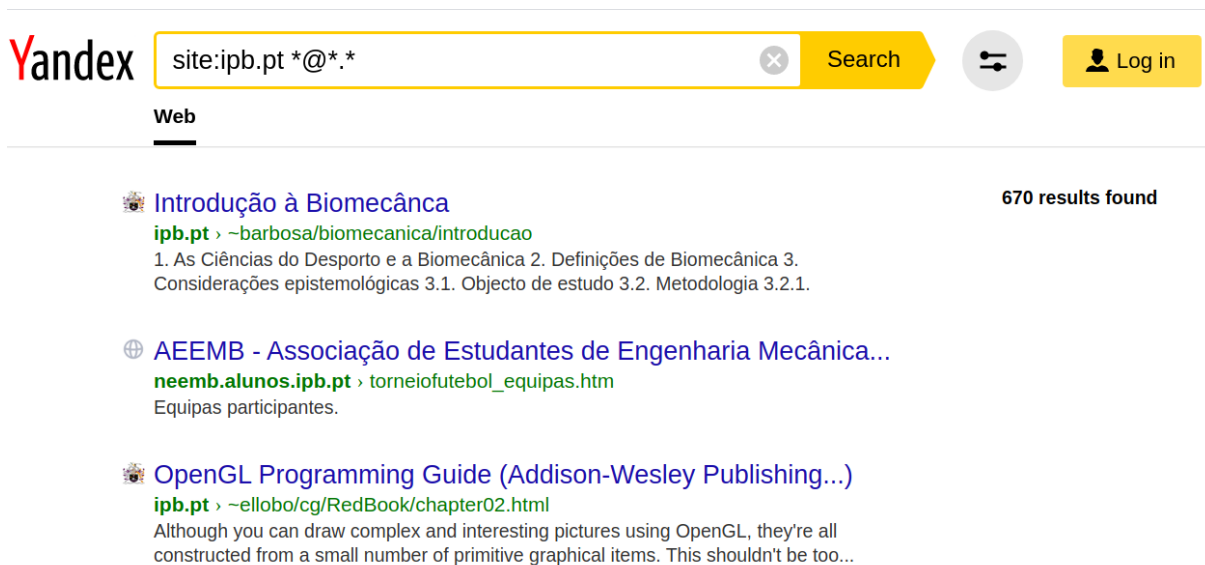 Yandex
site:ipb.pt *@*.*
Search
Log in
Web
670 results found
Introdução à Biomecânca
ipb.pt › ~barbosa/biomecanica/introducao
1. As Ciências do Desporto e a Biomecânica 2. Definições de Biomecânica 3.
Considerações epistemológicas 3.1. Objecto de estudo 3.2. Metodologia 3.2.1.
AEEMB - Associação de Estudantes de Engenharia Mecânica...
neemb.alunos.ipb.pt › torneiofutebol_equipas.htm
Equipas participantes.
OpenGL Programming Guide (Addison-Wesley Publishing...)
ipb.pt › ~ellobo/cg/RedBook/chapter02.html
Although you can draw complex and interesting pictures using OpenGL, they're all
constructed from a small number of primitive graphical items. This shouldn't be too...